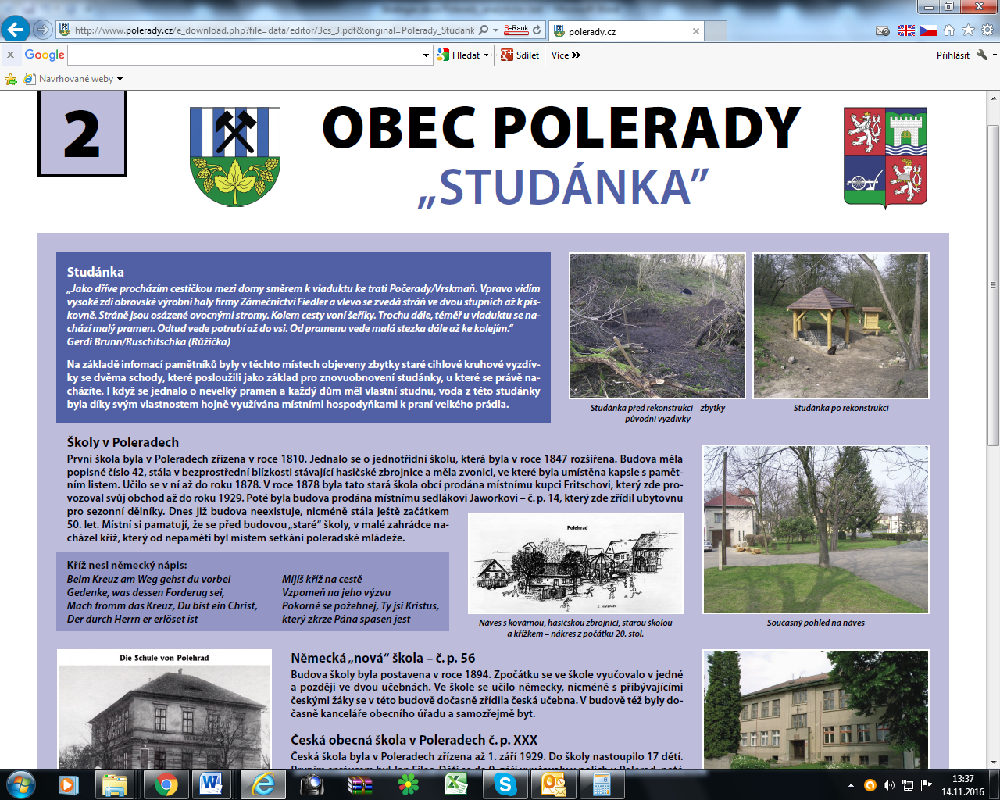 http://www.polerady.cz/e_download.php?file=data/editor/3cs_3.pdf&original=Polerady_Studank
S-Rank
polerady.cz
x Google
Hledat
Sdílet
Více
Přihlásit
Navrhované weby
2
OBEC POLERADY
„STUDÁNKA”
Studánka
„Jako dříve procházím cestičkou mezi domy směrem k viaduktu ke trati Počerady/Vrskmaň. Vpravo vidím
vysoké zdi obrovské výrobní haly firmy Zámečnictví Fiedler a vlevo se zvedá stráň ve dvou stupních až k pís-
kovně. Stráně jsou osázené ovocnými stromy. Kolem cesty voní šeříky. Trochu dále, téměř u viaduktu se na-
chází malý pramen. Odtud vede potrubí až do vsi. Od pramenu vede malá stezka dále až ke kolejím.“
Gerdi Brunn/Ruschitschka (Růžička)
Na základě infomací pamětníků byly v těchto místech objeveny zbytky staré cihlové kruhové vyzdív-
ky se dvěma schody, které posloužili jako základ pro znovuobnovení studánky, u které se právě na-
cházíte. I když se jednalo o nevelký pramen a každý dům měl vlastní studnu, voda z této studánky
byla díky svým vlastnostem hojně využívána místními hospodyňkami k praní velkého prádla.
Studánka před rekonstrukcí – zbytky
původní vyzdívky
Studánka po rekonstrukci
Školy v Poleradech
První škola byla v Poleradech zřízena v roce 1810. Jednalo se o jednotřídní školu, která byla v roce 1847 rozšířena. Budova měla
popisné číslo 42, stála v bezprostřední blízkosti stávající hasičské zbrojnice a měla zvonici, ve které byla umístěna kapsle s pamět-
ním listem. Učilo se v ní až do roku 1878. V roce 1878 byla tato stará škola obcí prodána místnímu kupci Fritschovi, který zde pro-
vozoval svůj obchod až do roku 1929. Poté byla budova prodána místnímu sedlákovi Jaworkovi – č. p. 14, který zde zřídil ubytovnu
pro sezonní dělníky. Dnes již budova neexistuje, nicméně stála ještě začátkem
50. let. Místní si pamatují, že se před budovou „staré“ školy, v malé zahrádce na-
cházel kříž, který od nepaměti byl místem setkání poleradské mládeže.
Kříž nesl německý nápis:
Beim Kreuz am Weg gehst du vorbei
Gedenke, was dessen Forderug sei,
Mach fromm das Kreuz, Du bist ein Christ,
Der durch Herrn er erlöset ist
Míjíš kříž na cestě
Vzpomeň na jeho výzvu
Pokorně se požehnej, Ty jsi Kristus,
který zkrze Pána spasen jest
Polehrad
Náves s kovárnou, hasičskou zbrojnicí, starou školou
a křížkem – nákres z počátku 20. stol.
Současný pohled na náves
Die Schule von Polehrad
Německá „nová“ škola – č. p. 56
Budova školy byla postavena v roce 1894. Zpočátku se ve škole vyučovalo v jedné
a později ve dvou učebnách. Ve škole se učilo německy, nicméně s přibývajícími
českými žáky se v této budově dočasně zřídila česká učebna. V budově též byly do-
časně kanceláře obecního úřadu a samozřejmě byt.
Česká obecná škola v Poleradech č. p. XXX
Česká škola byla v Poleradech zřízena až 1. září 1929. Do školy nastoupilo 17 dětí.
13:37
14.11.2016